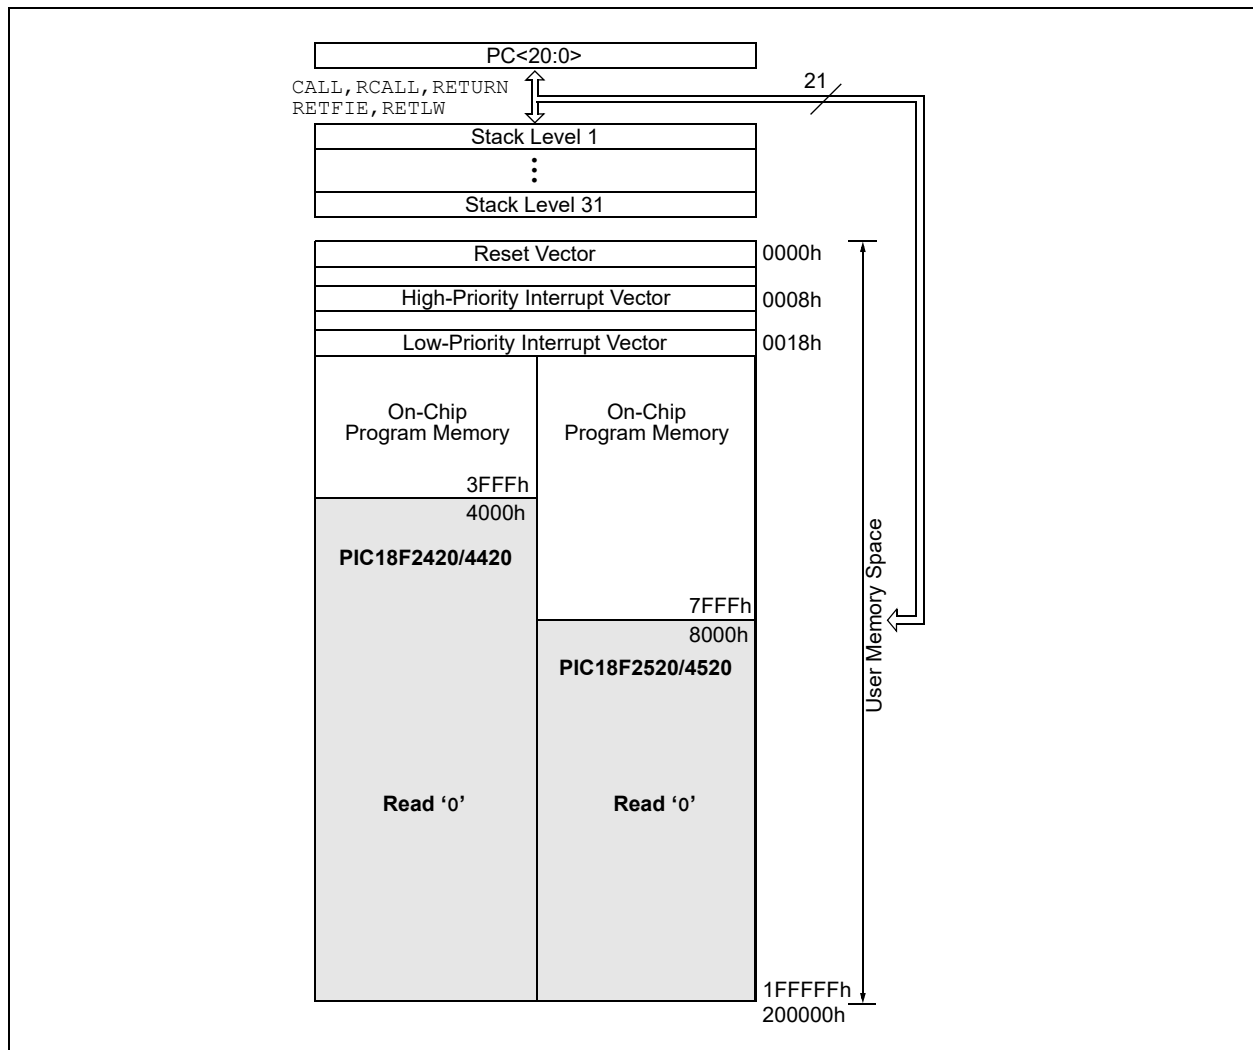 PC<20:0>
CALL,RCALL,RETURN
RETFIE,RETLW
21
Stack Level 1
Stack Level 31
Reset Vector
0000h
High-Priority Interrupt Vector
0008h
Low-Priority Interrupt Vector
0018h
On-Chip
Program Memory
On-Chip
Program Memory
3FFFh
4000h
PIC18F2420/4420
7FFFh
8000h
PIC18F2520/4520
User Memory Space
Read ‘0’
Read ‘0’
1FFFFFh
200000h